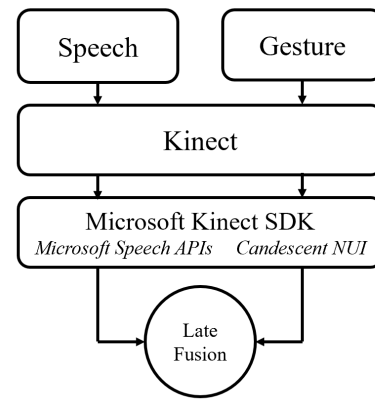 Speech
Gesture
Kinect
Microsoft Kinect SDK
Microsoft Speech APIs Candescent NUI
Late
Fusion